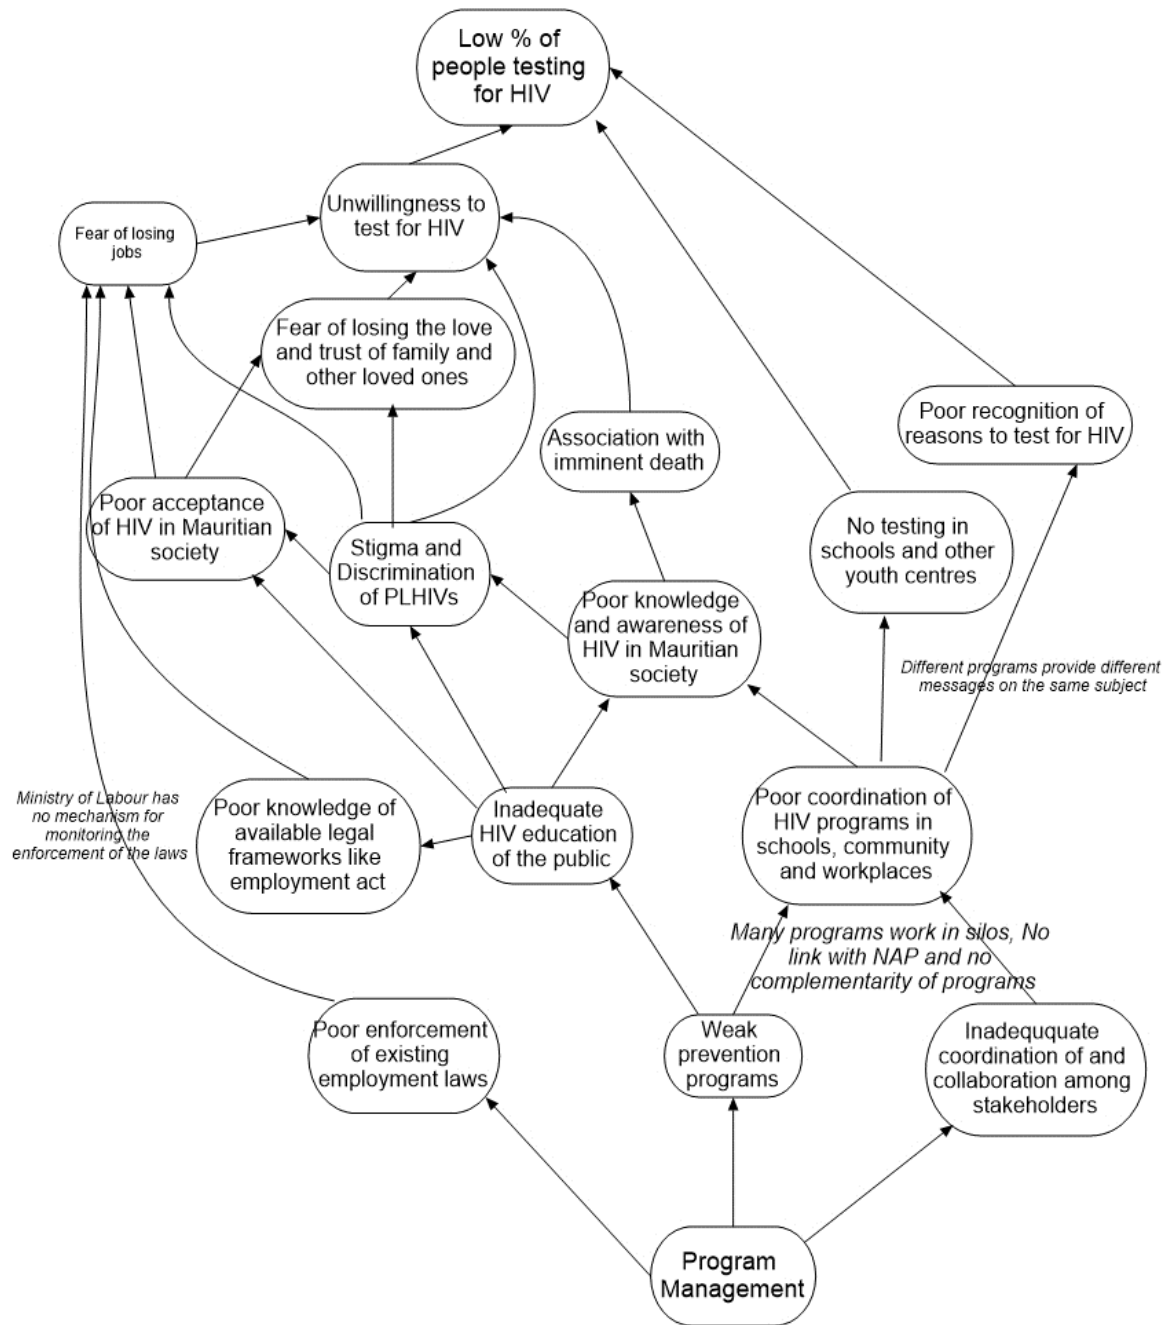 Low % of
people testing
for HIV
Unwillingness to
test for HIV
Fear of losing
jobs
Fear of losing the love
and trust of family and
other loved ones
Association with
imminent death
Poor recognition of
reasons to test for HIV
Poor acceptance
of HIV in Mauritian
society
Stigma and
Discrimination
of PLHIVs
No testing in
schools and other
youth centres
Poor knowledge
and awareness of
HIV in Mauritian
society
Different programs provide different
messages on the same subject
Ministry of Labour has
no mechanism for
monitoring the
enforcement of the laws
Poor knowledge of
available legal
frameworks like
employment act
Inadequate
HIV education
of the public
Poor coordination of
HIV programs in
schools, community
and workplaces
Many programs work in silos, No
link with NAP and no
complementarity of programs
Poor enforcement
of existing
employment laws
Weak
prevention
programs
Inadeququate
coordination of and
collaboration among
stakeholders
Program
Management